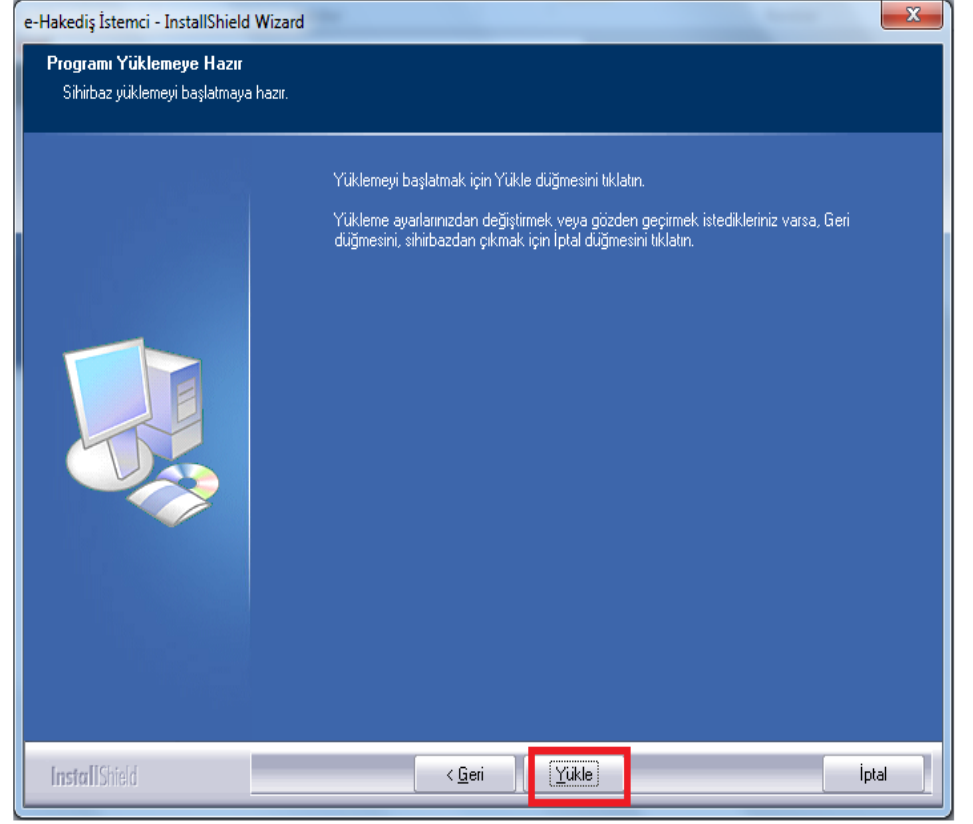 e-Hakediş İstemci - InstallShield Wizard
Programı Yüklemeye Hazır
Sihirbaz yüklemeyi başlatmaya hazır.
Yüklemeyi başlatmak için Yükle düğmesini tıklatın.
Yükleme ayarlarınızdan değiştirmek veya gözden geçirmek istedikleriniz varsa, Geri
düğmesini, sihirbazdan çıkmak için İptal düğmesini tıklatın.
InstallShield
< Geri
Yükle
İptal